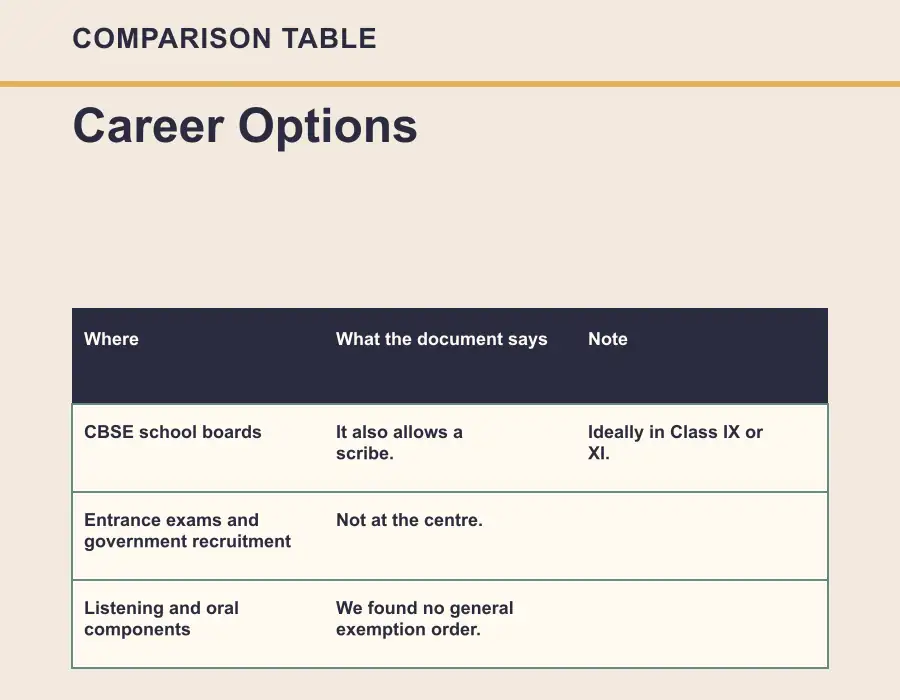 COMPARISON TABLE
Career Options
Where
What the document says
Note
CBSE school boards
It also allows a
scribe.
Ideally in Class IX or
XI.
Entrance exams and
government recruitment
Not at the centre.
Listening and oral
components
We found no general
exemption order.